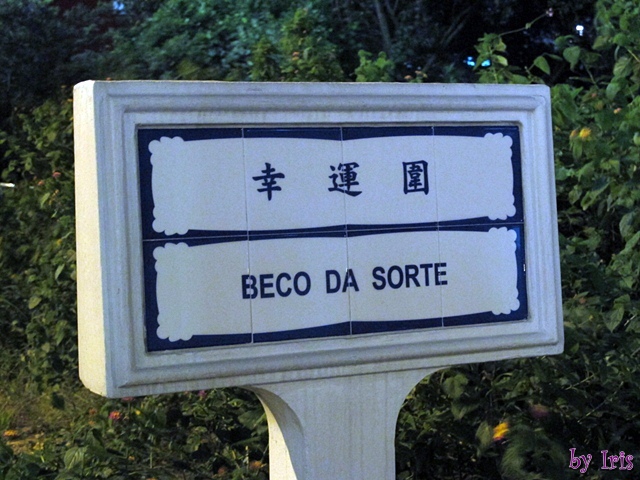 幸運圍
BECO DA SORTE
by Iris